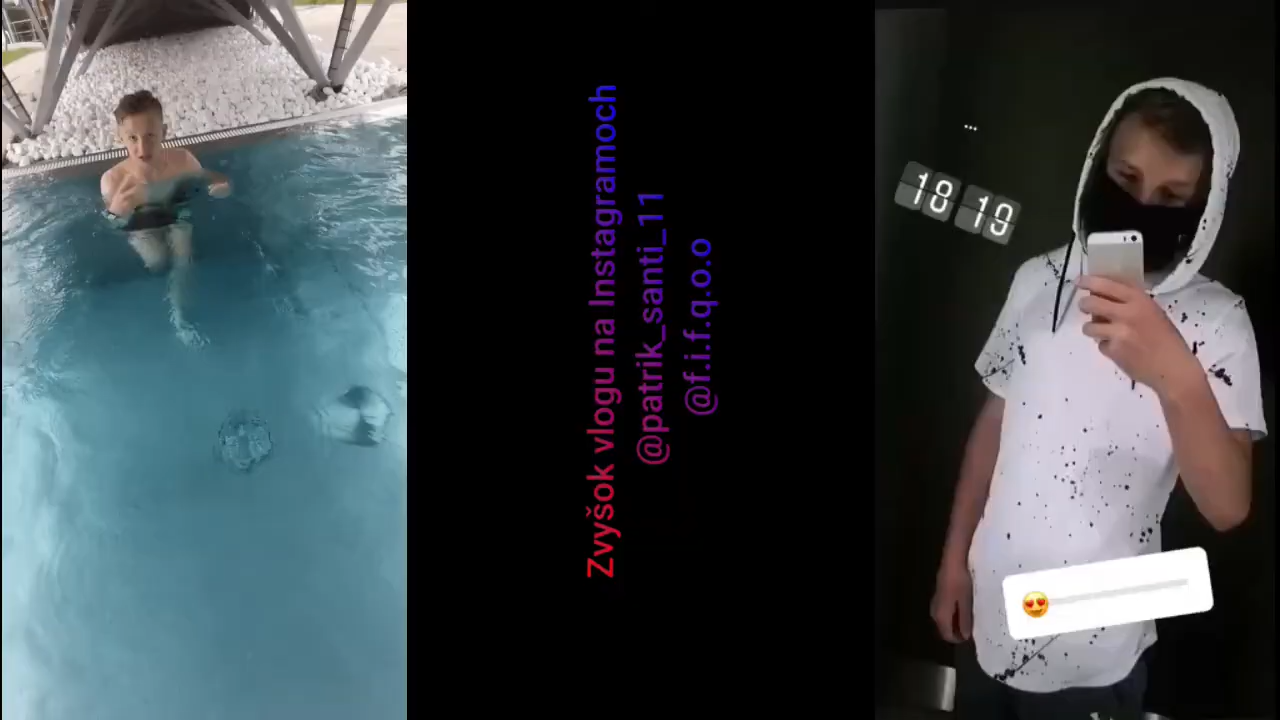 Zvyšok vlogu na Instagramoch
@patrik_santi_11
@f.i.f.q.o.o
...
18 19